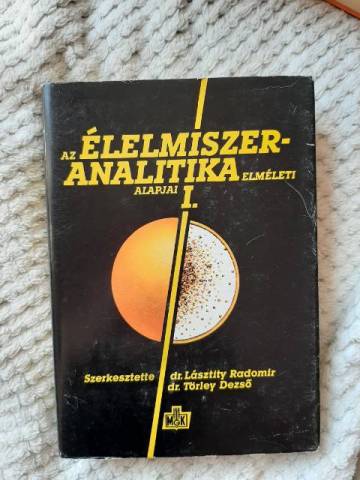 AZ ÉLELMISZER-
ANALITIKA ELMÉLETI
ALAPJAI I.
Szerkesztette dr. Lásztity Radomir
dr. Törley Dezső
MGK